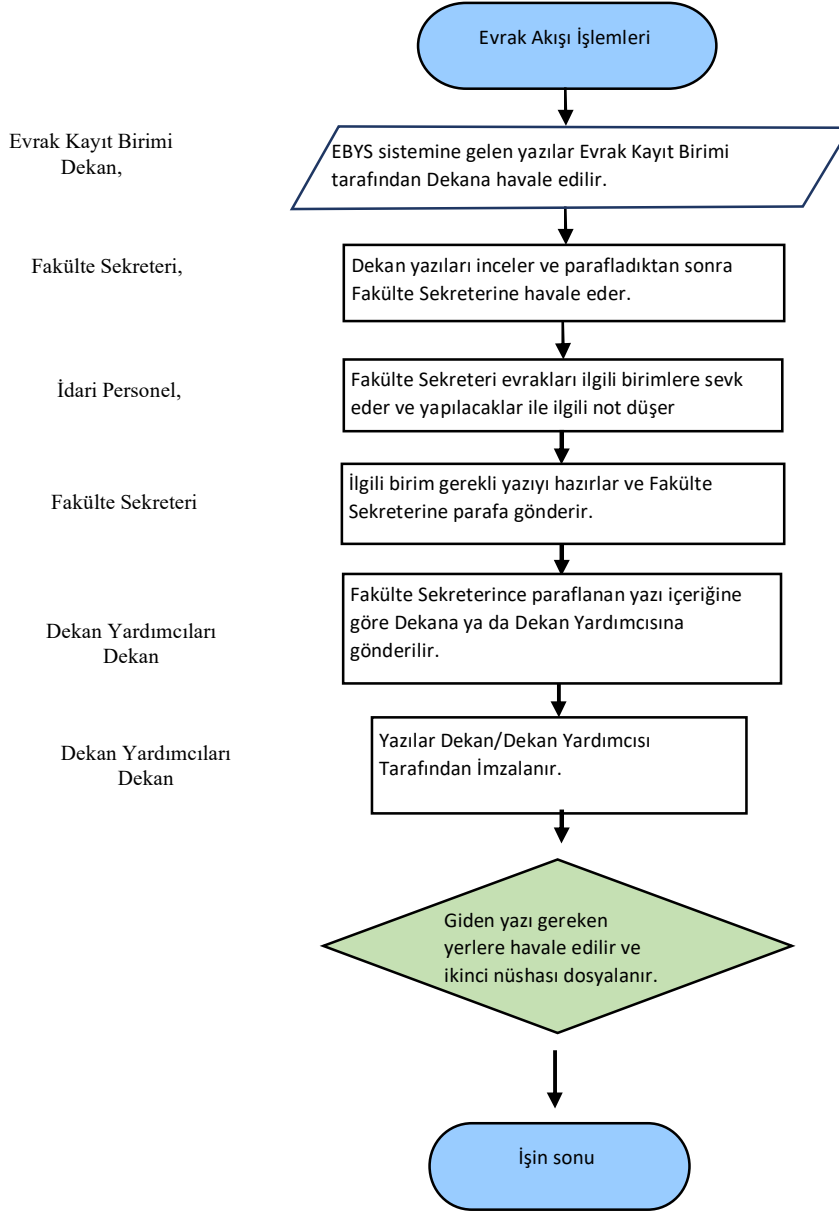 Evrak Akışı İşlemleri
Evrak Kayıt Birimi
Dekan,
EBYS sistemine gelen yazılar Evrak Kayıt Birimi
tarafından Dekana havale edilir.
Fakülte Sekreteri,
Dekan yazıları inceler ve parafladıktan sonra
Fakülte Sekreterine havale eder.
İdari Personel,
Fakülte Sekreteri evrakları ilgili birimlere sevk
eder ve yapılacaklar ile ilgili not düşer
Fakülte Sekreteri
İlgili birim gerekli yazıyı hazırlar ve Fakülte
Sekreterine parafa gönderir.
Dekan Yardımcıları
Dekan
Fakülte Sekreterince paraflanan yazı içeriğine
göre Dekana ya da Dekan Yardımcısına
gönderilir.
Dekan Yardımcıları
Dekan
Yazılar Dekan/Dekan Yardımcısı
Tarafından İmzalanır.
Giden yazı gereken
yerlere havale edilir ve
ikinci nüshası dosyalanır.
İşin sonu